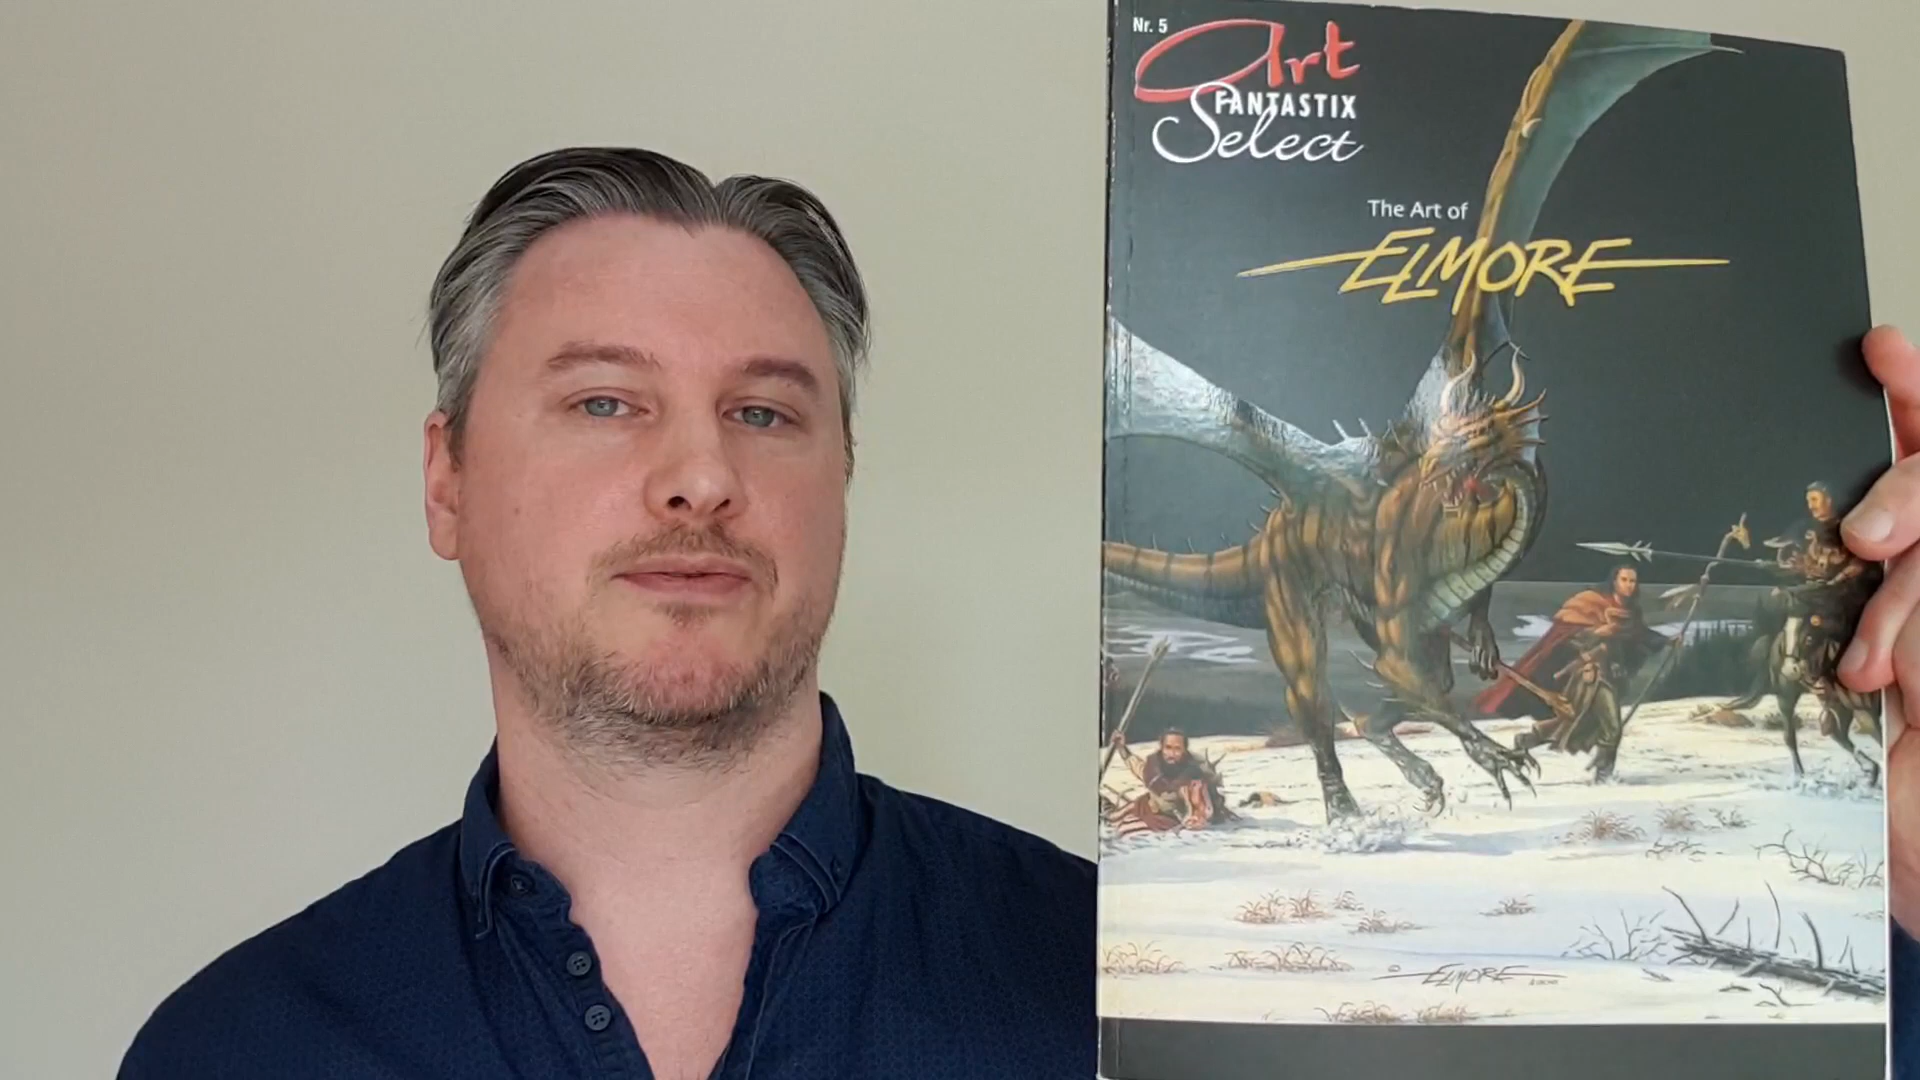 Nr. 5
Art
FANTASTIX
Select
The Art of
ELMORE
© ELMORE